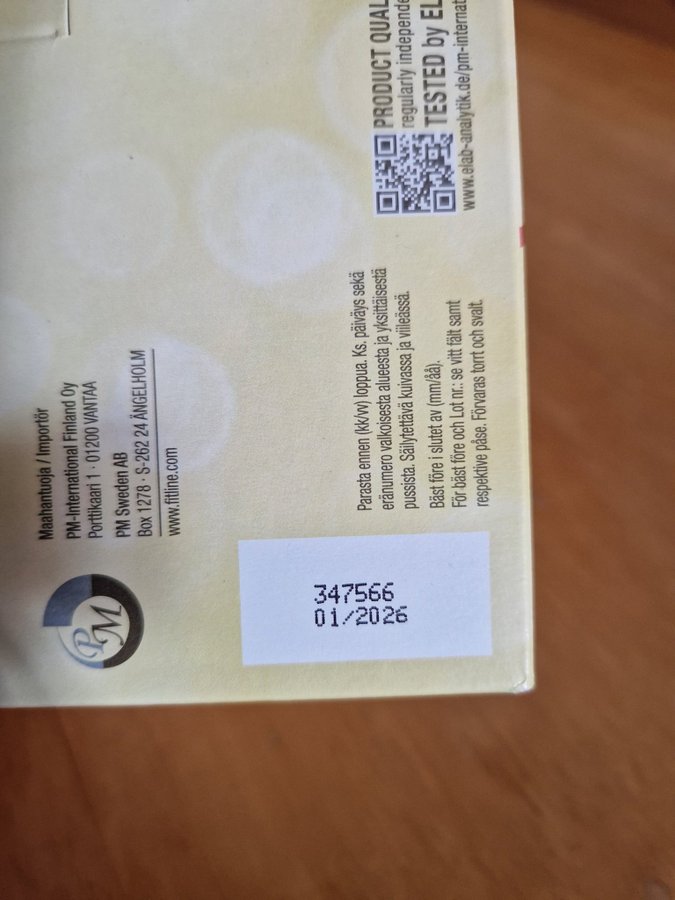 Maahantuoja / Importör
PM-International Finland Oy
Porttikaari 1 · 01200 VANTAA
PM Sweden AB
Box 1278 · S-262 24 ÄNGELHOLM
www.fitline.com
PM
Parasta ennen (kk/vv) loppua. Ks. päiväys sekä
eränumero valkoisesta alueesta ja yksittäisestä
pussista. Säilytettävä kuivassa ja viileässä.
Bäst före i slutet av (mm/åå).
För bäst före och Lot nr.: se vitt fält samt
respektive påse. Förvaras torrt och svalt.
347566
01/2026
PRODUCT QUAL
regularly independe
TESTED by EL
www.elab-analytik.de/pm-internat